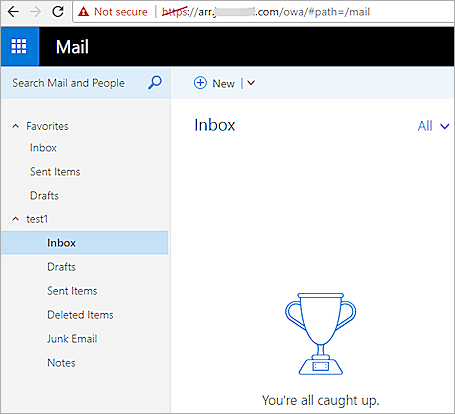 Not secure | https://arr.j .com/owa/#path=/mail
Mail
Search Mail and People
New
Favorites
Inbox
Sent Items
Drafts
test1
Inbox
Drafts
Sent Items
Deleted Items
Junk Email
Notes
Inbox
All
You're all caught up.